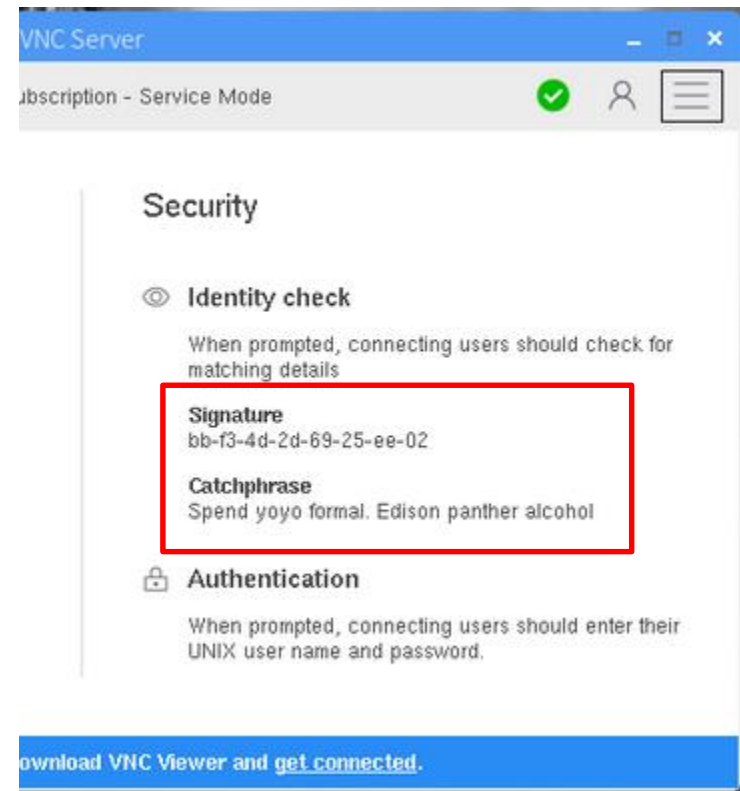 VNC Server
ubscription - Service Mode
Security
Identity check
When prompted, connecting users should check for
matching details
Signature
bb-f3-4d-2d-69-25-ee-02
Catchphrase
Spend yoyo formal. Edison panther alcohol
Authentication
When prompted, connecting users should enter their
UNIX user name and password.
ownload VNC Viewer and get connected.